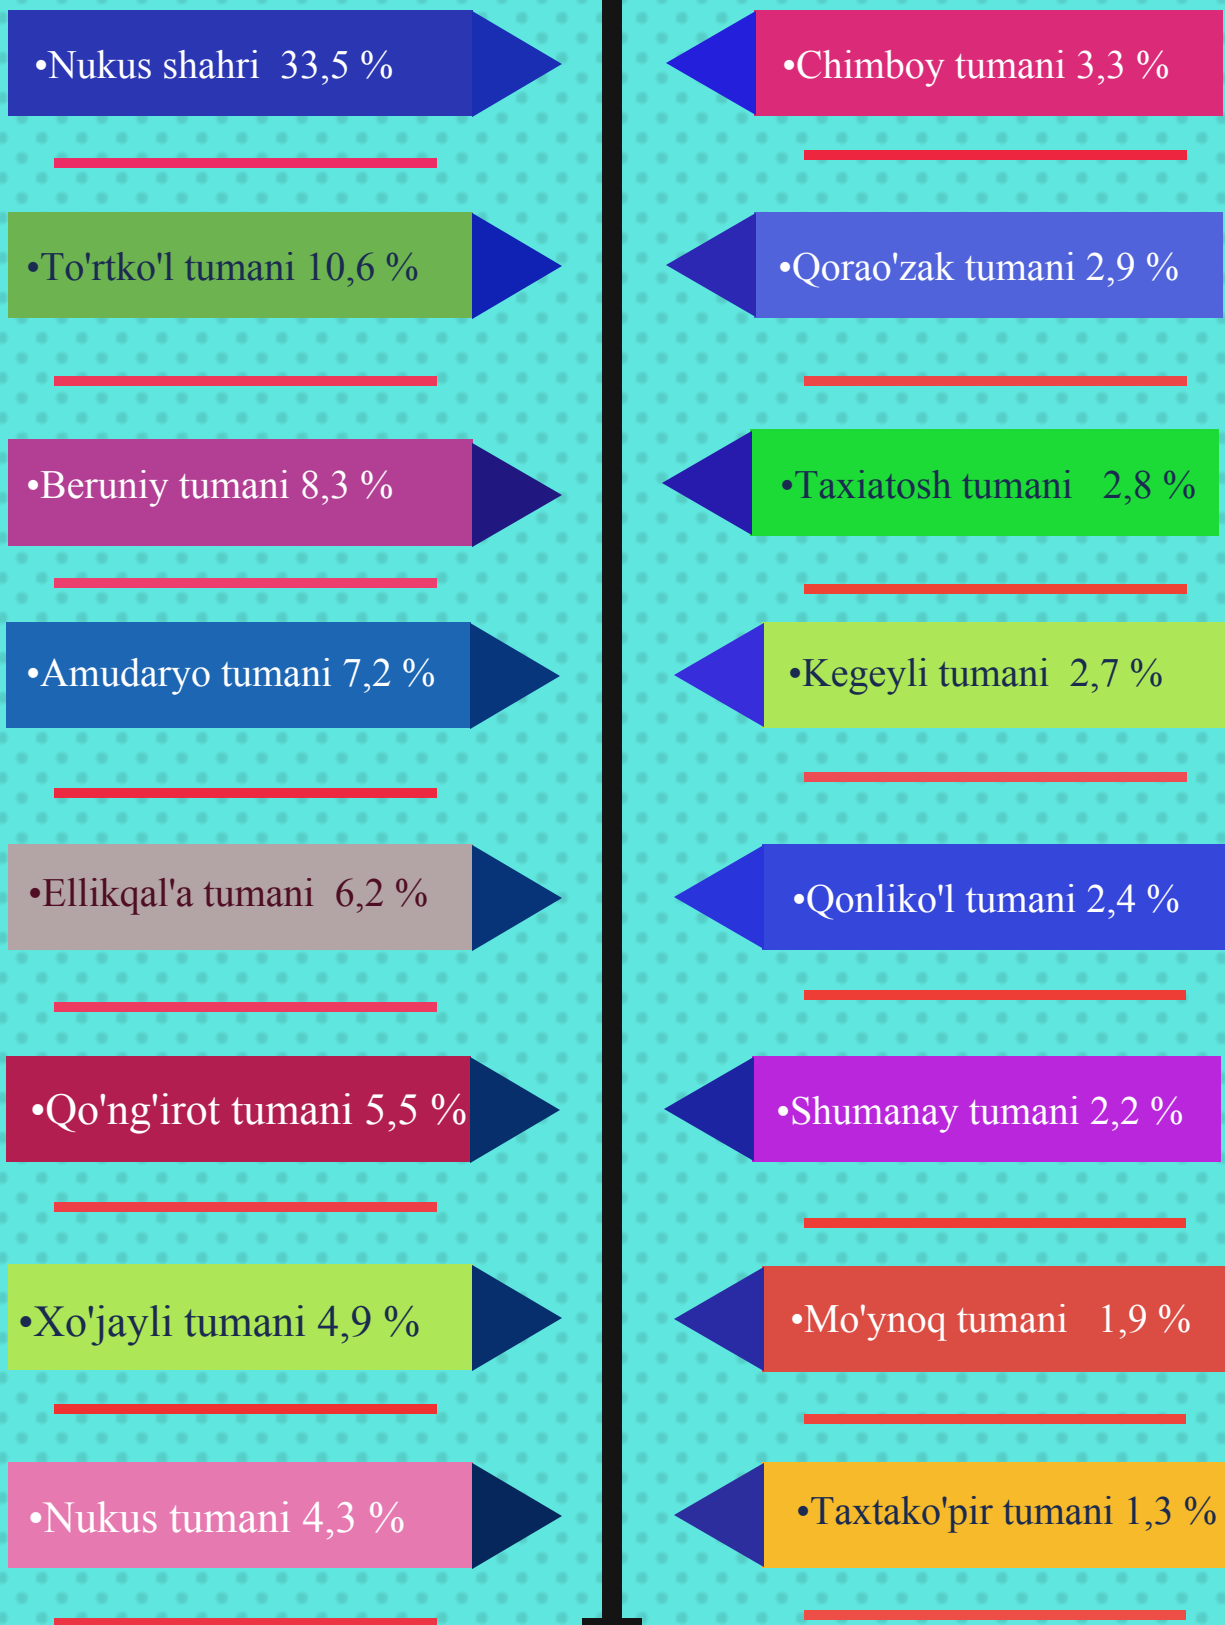 •Nukus shahri 33,5 %
•To'rtko'l tumani 10,6 %
•Beruniy tumani 8,3 %
•Amudaryo tumani 7,2 %
•Ellikqal'a tumani 6,2 %
•Qo'ng'irot tumani 5,5 %
•Xo'jayli tumani 4,9 %
•Nukus tumani 4,3 %
•Chimboy tumani 3,3 %
•Qorao'zak tumani 2,9 %
•Taxiatosh tumani 2,8 %
•Kegeyli tumani 2,7 %
•Qonliko'l tumani 2,4 %
•Shumanay tumani 2,2 %
•Mo'ynoq tumani 1,9 %
•Taxtako'pir tumani 1,3 %